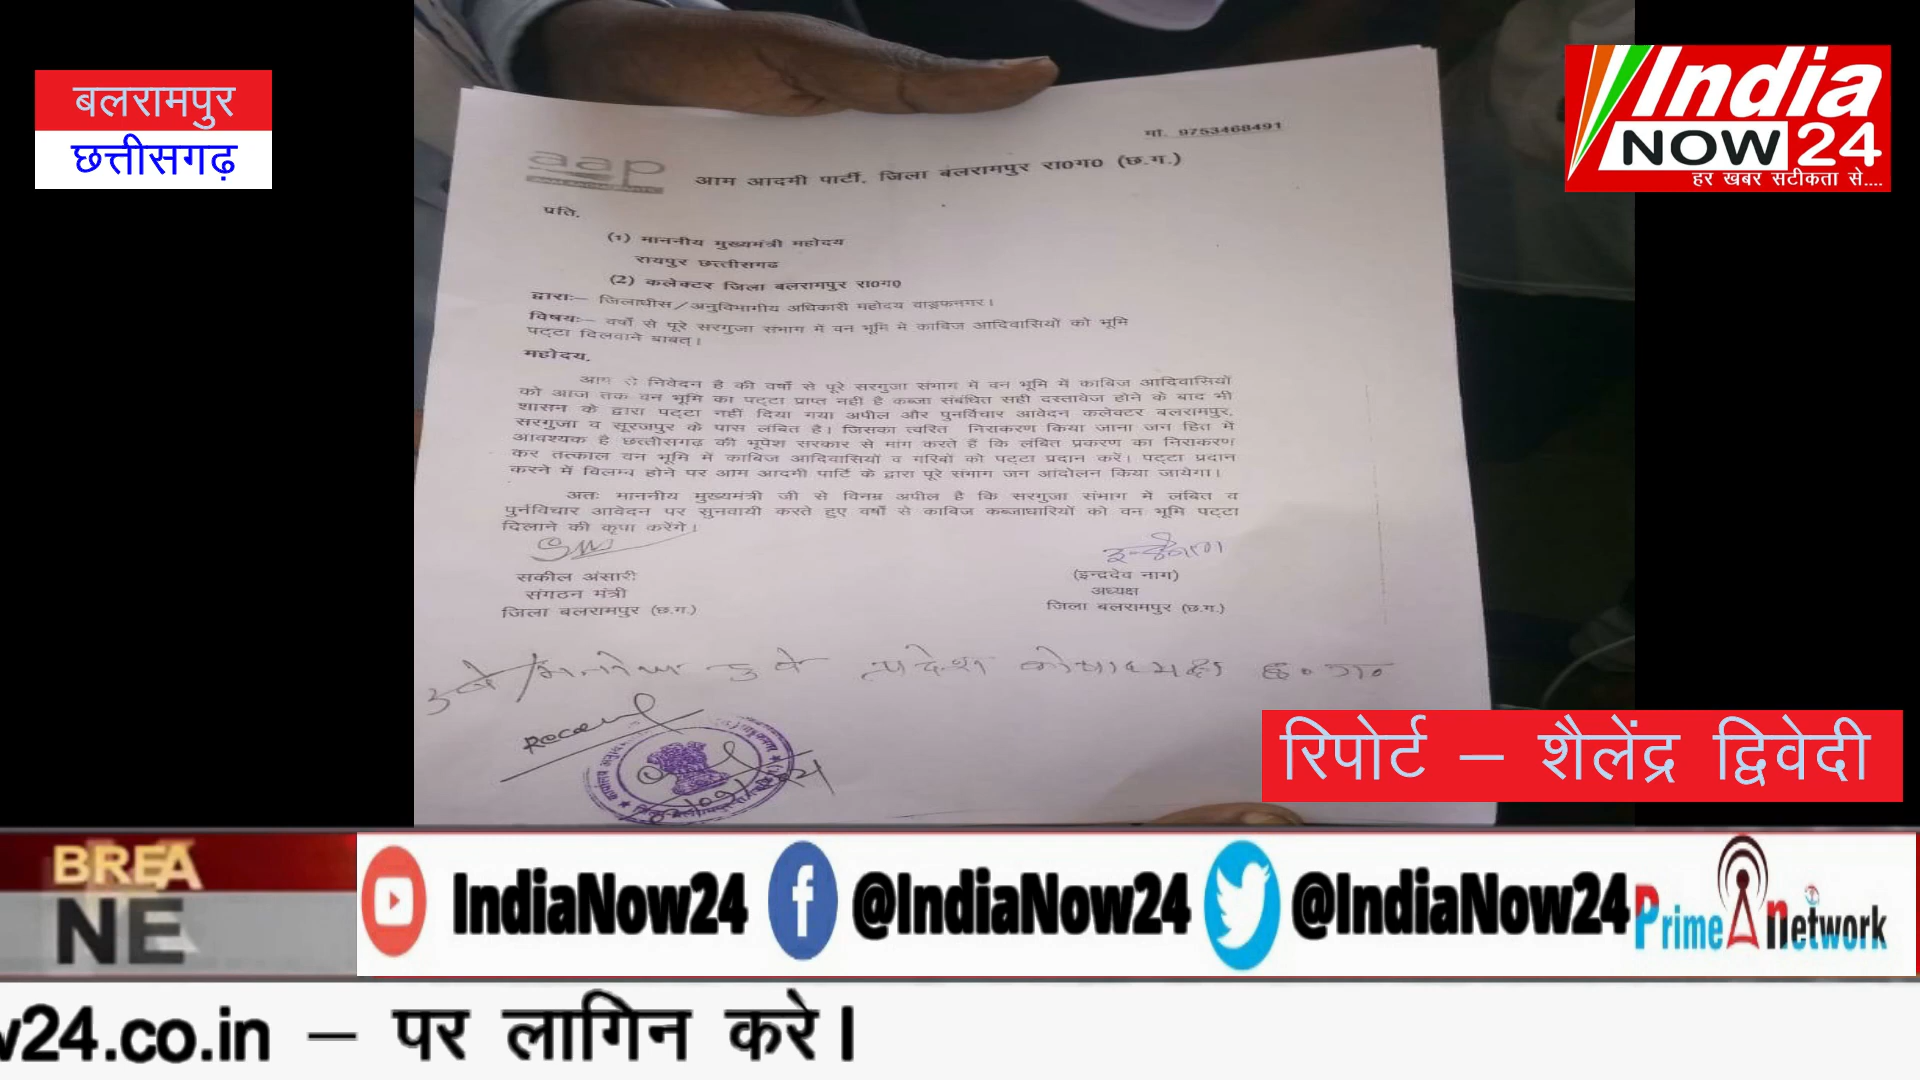 बलरामपुर
छत्तीसगढ़
India
NOW 24
हर खबर सटीकता से....
मो. 9753468491
aap
आम आदमी पार्टी, जिला बलरामपुर रा0ग0 (छ.ग.)
प्रति,
(1) माननीय मुख्यमंत्री महोदय
रायपुर छत्तीसगढ
(2) कलेक्टर जिला बलरामपुर रा0ग0
द्वाराः– जिलाधीस/अनुविभागीय अधिकारी महोदय वाड्रफनगर।
विषयः– वर्षों से पूरे सरगुजा संभाग में वन भूमि में काबिज आदिवासियों को भूमि
पट्टा दिलवाने बाबत्।
महोदय,
आप से निवेदन है की वर्षों से पूरे सरगुजा संभाग में वन भूमि में काबिज आदिवासियों
को आज तक वन भूमि का पट्टा प्राप्त नहीं है कब्जा संबंधित सही दस्तावेज होने के बाद भी
शासन के द्वारा पट्टा नहीं दिया गया अपील और पुनर्विचार आवेदन कलेक्टर बलरामपुर,
सरगुजा व सूरजपुर के पास लंबित है। जिसका त्वरित निराकरण किया जाना जन हित में
आवश्यक है छत्तीसगढ की भूपेश सरकार से मांग करते हैं कि लंबित प्रकरण का निराकरण
कर तत्काल वन भूमि में काबिज आदिवासियों व गरिबों को पट्टा प्रदान करें। पट्टा प्रदान
करने में विलम्ब होने पर आम आदमी पार्टि के द्वारा पूरे संभाग जन आंदोलन किया जायेगा।
अतः माननीय मुख्यमंत्री जी से विनम्र अपील है कि सरगुजा संभाग में लंबित व
पुर्नविचार आवेदन पर सुनवायी करते हुए वर्षों से काबिज कब्जाधारियों को वन भूमि पट्टा
दिलाने की कृपा करेंगे।
सकील अंसारी
संगठन मंत्री
जिला बलरामपुर (छ.ग.)
(इन्द्रदेव नाग)
अध्यक्ष
जिला बलरामपुर (छ.ग.)
प्रदेश कोषाध्यक्ष छ०ग०
रिपोर्ट – शैलेंद्र द्विवेदी
BREA
NE
IndiaNow24
@IndiaNow24
@IndiaNow24
Prime Network
24.co.in – पर लागिन करे।